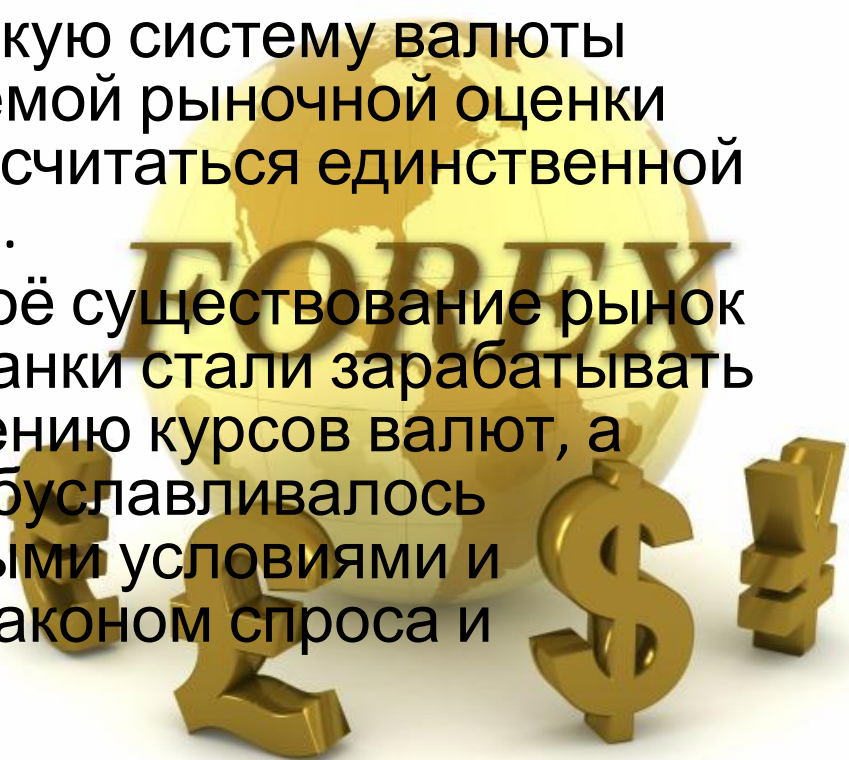 кую систему валюты
емой рыночной оценки
считаться единственной
.
FOREX
оё существование рынок
анки стали зарабатывать
ению курсов валют, а
буславливалось
ыми условиями и
аконом спроса и
€ £ $ ¥